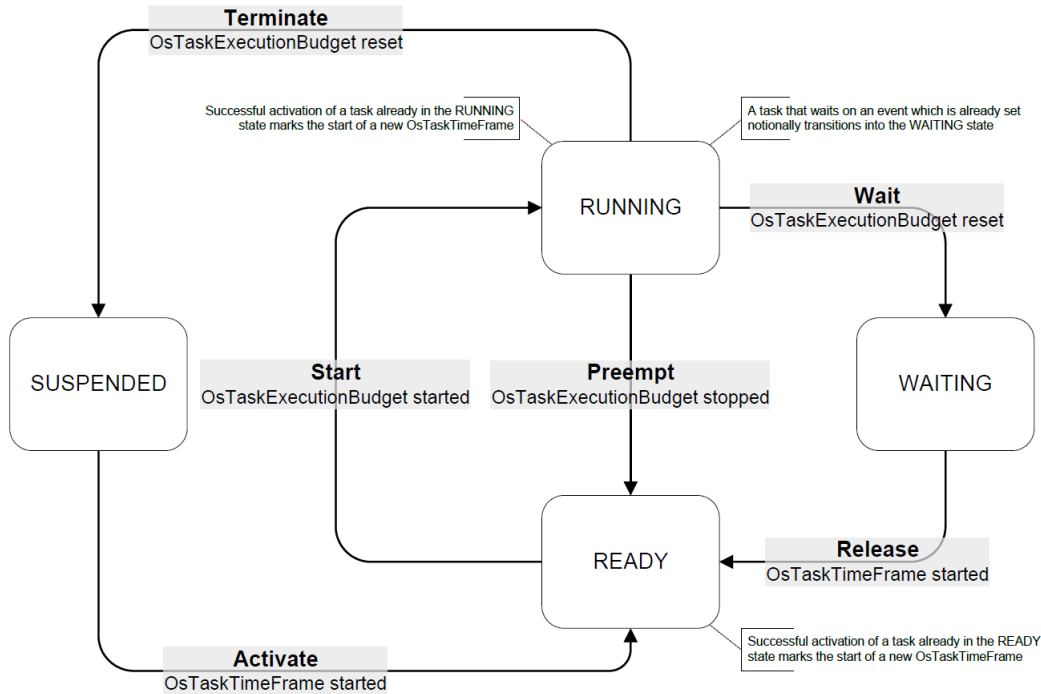 Terminate
OsTaskExecutionBudget reset
Successful activation of a task already in the RUNNING
state marks the start of a new OsTaskTimeFrame
A task that waits on an event which is already set
notionally transitions into the WAITING state
RUNNING
Wait
OsTaskExecutionBudget reset
SUSPENDED
Start
OsTaskExecutionBudget started
Preempt
OsTaskExecutionBudget stopped
WAITING
READY
Release
OsTaskTimeFrame started
Successful activation of a task already in the READY
state marks the start of a new OsTaskTimeFrame
Activate
OsTaskTimeFrame started